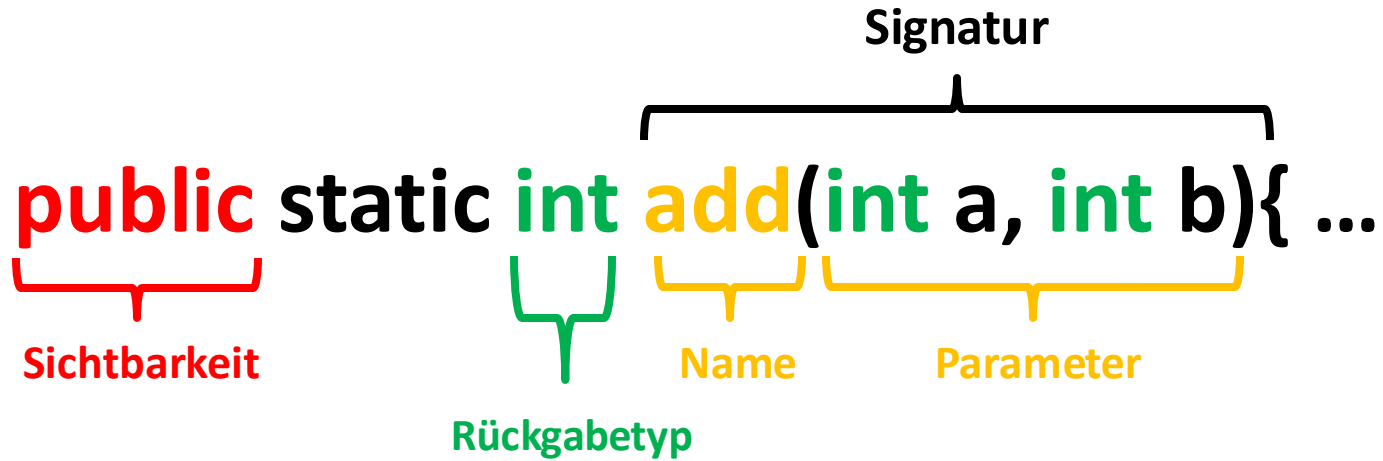 Signatur
public static int add(int a, int b){ ...
Sichtbarkeit
Name
Parameter
Rückgabetyp